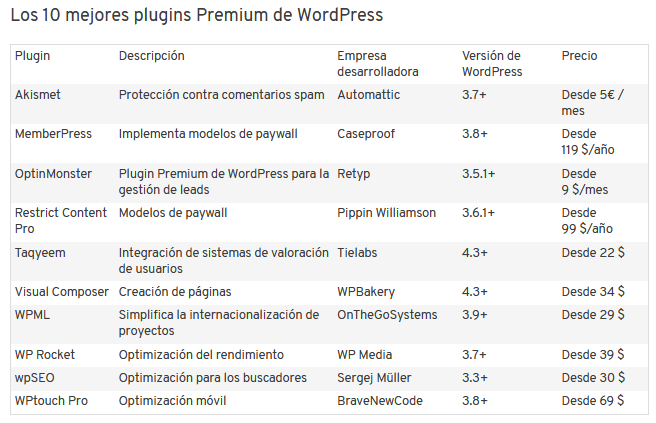 Los 10 mejores plugins Premium de WordPress
Plugin Descripción Empresa desarrolladora Versión de WordPress Precio
Akismet Protección contra comentarios spam Automattic 3.7+ Desde 5€ / mes
MemberPress Implementa modelos de paywall Caseproof 3.8+ Desde 119 $/año
OptinMonster Plugin Premium de WordPress para la gestión de leads Retyp 3.5.1+ Desde 9 $/mes
Restrict Content Pro Modelos de paywall Pippin Williamson 3.6.1+ Desde 99 $/año
Taqyeem Integración de sistemas de valoración de usuarios Tielabs 4.3+ Desde 22 $
Visual Composer Creación de páginas WPBakery 4.3+ Desde 34 $
WPML Simplifica la internacionalización de proyectos OnTheGoSystems 3.9+ Desde 29 $
WP Rocket Optimización del rendimiento WP Media 3.7+ Desde 39 $
wpSEO Optimización para los buscadores Sergej Müller 3.3+ Desde 30 $
WPtouch Pro Optimización móvil BraveNewCode 3.8+ Desde 69 $